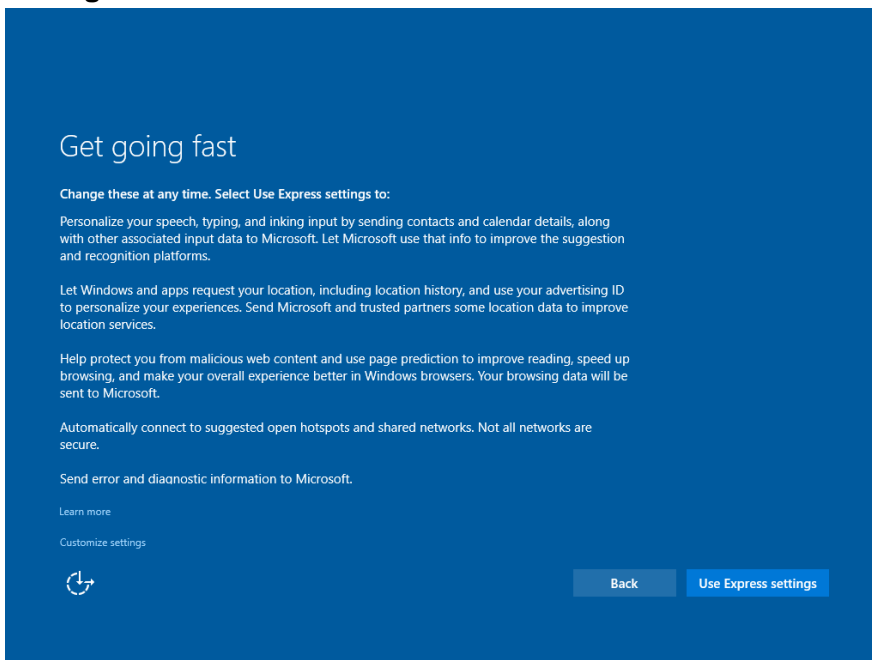 Get going fast
Change these at any time. Select Use Express settings to:
Personalize your speech, typing, and inking input by sending contacts and calendar details, along
with other associated input data to Microsoft. Let Microsoft use that info to improve the suggestion
and recognition platforms.
Let Windows and apps request your location, including location history, and use your advertising ID
to personalize your experiences. Send Microsoft and trusted partners some location data to improve
location services.
Help protect you from malicious web content and use page prediction to improve reading, speed up
browsing, and make your overall experience better in Windows browsers. Your browsing data will be
sent to Microsoft.
Automatically connect to suggested open hotspots and shared networks. Not all networks are
secure.
Send error and diagnostic information to Microsoft.
Learn more
Customize settings
Back
Use Express settings